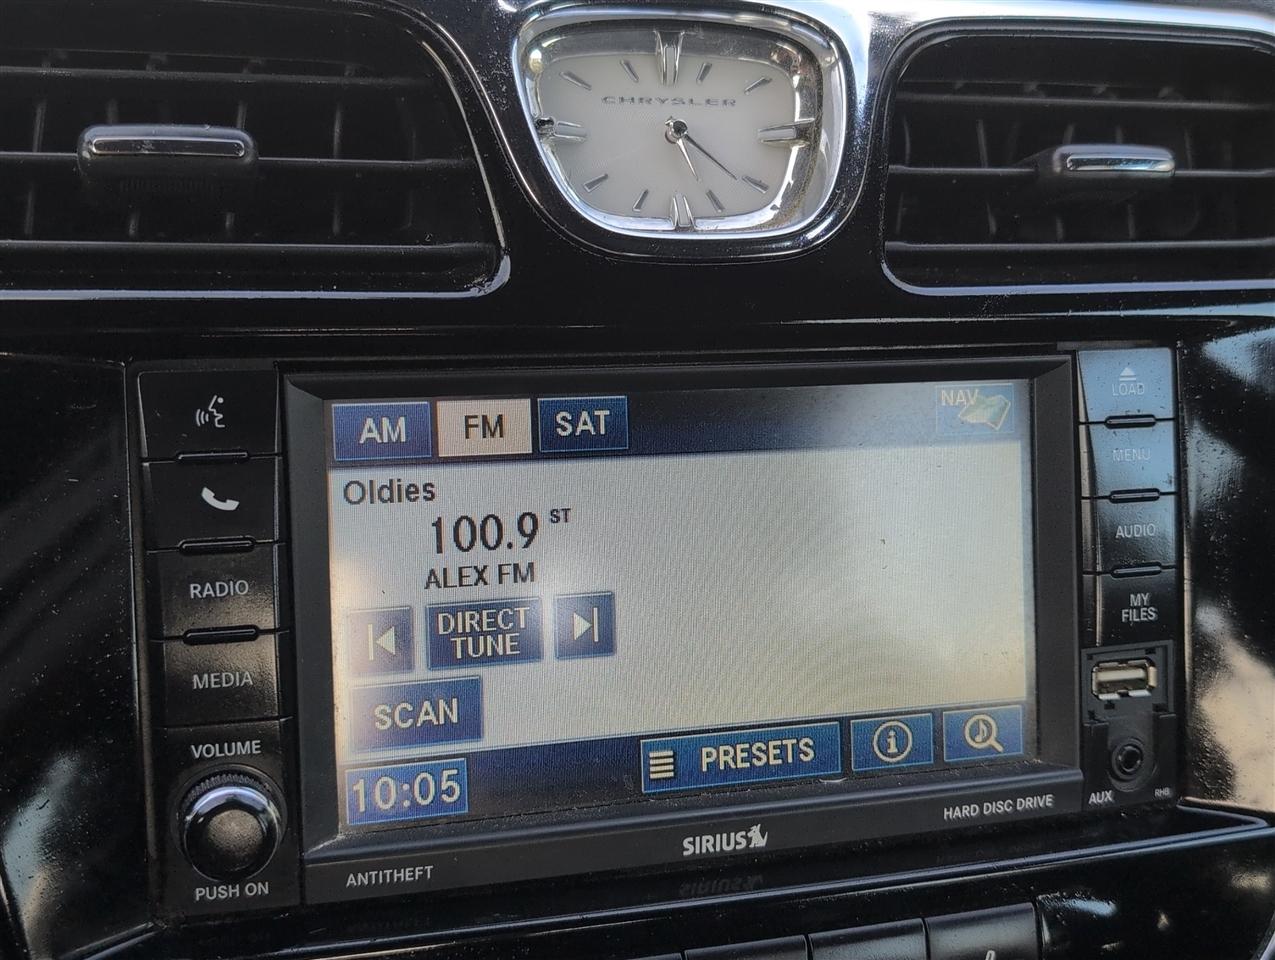 CHRYSLER
LOAD
AM FM SAT NAV
MENU
Oldies
100.9 ST
AUDIO
ALEX FM
RADIO
MY
FILES
DIRECT
TUNE
MEDIA
SCAN
VOLUME
PRESETS
10:05
AUX
RHB
HARD DISC DRIVE
SIRIUS
ANTITHEFT
PUSH ON